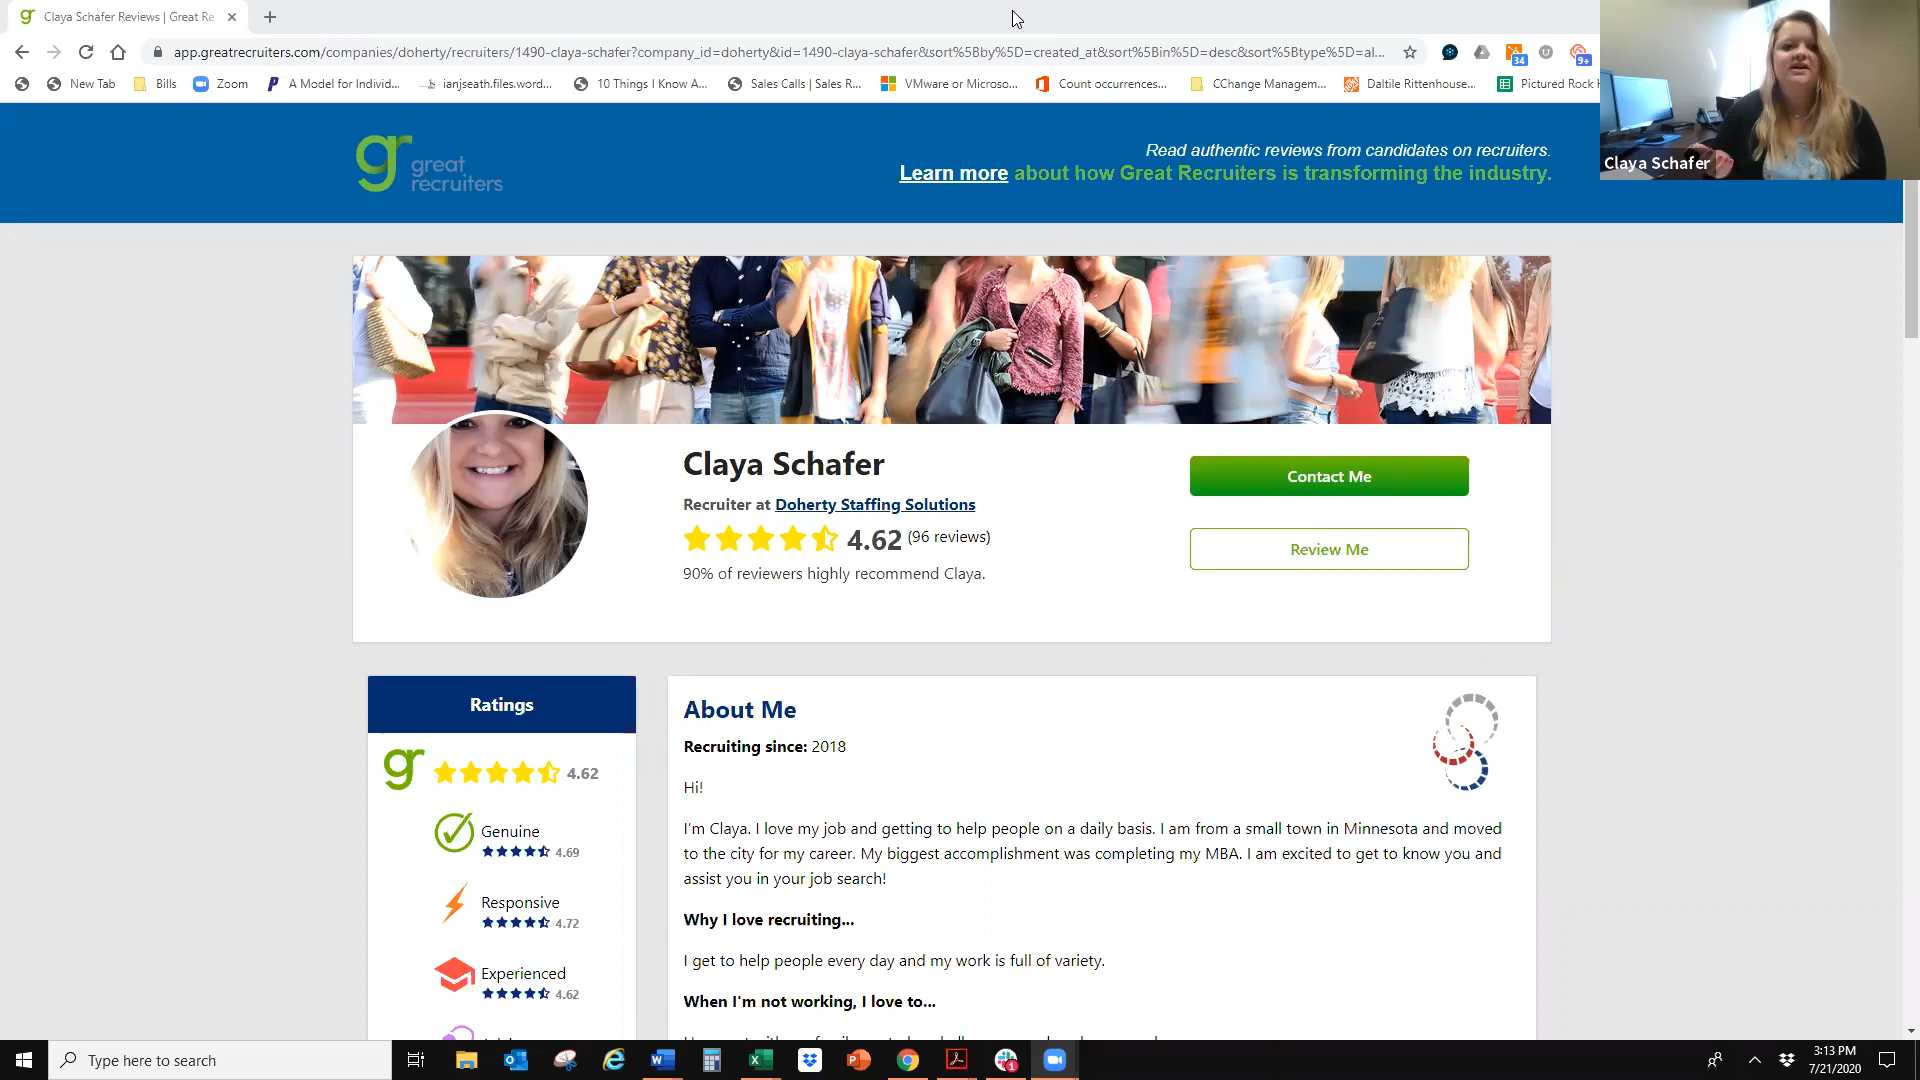 Claya Schafer Reviews | Great Re
app.greatrecruiters.com/companies/doherty/recruiters/1490-claya-schafer?company_id=doherty&id=1490-claya-schafer&sort%5Bby%5D=created_at&sort%5Bin%5D=desc&sort%5Btype%5D=al...
34
9+
New Tab
Bills
Zoom
A Model for Individ...
ianjseath.files.word...
10 Things I Know A...
Sales Calls | Sales R...
VMware or Microso...
Count occurrences...
CChange Managem...
Daltile Rittenhouse...
Pictured Rock
Claya Schafer
gr great
recruiters
Read authentic reviews from candidates on recruiters.
Learn more about how Great Recruiters is transforming the industry.
Claya Schafer
Recruiter at Doherty Staffing Solutions
4.62 (96 reviews)
90% of reviewers highly recommend Claya.
Contact Me
Review Me
Ratings
gr 4.62
Genuine
4.69
Responsive
4.72
Experienced
4.62
About Me
Recruiting since: 2018
Hi!
I'm Claya. I love my job and getting to help people on a daily basis. I am from a small town in Minnesota and moved
to the city for my career. My biggest accomplishment was completing my MBA. I am excited to get to know you and
assist you in your job search!
Why I love recruiting...
I get to help people every day and my work is full of variety.
When I'm not working, I love to...
Type here to search
1
3:13 PM
7/21/2020